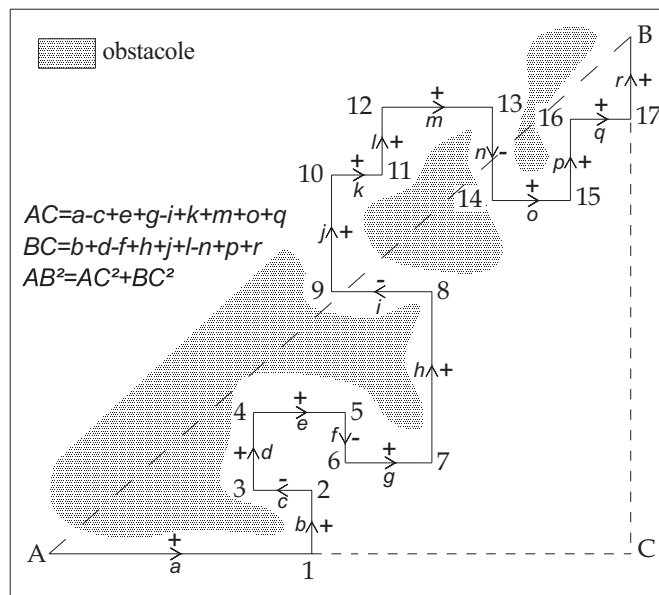 obstacole
B
r +
12 + m 13 16 + q 17
l + n - p +
10 + k 11
14 + o 15
AC=a-c+e+g-i+k+m+o+q
BC=b+d-f+h+j+l-n+p+r
AB²=AC²+BC²
j +
9 - i 8
h +
4 + e 5
f -
+ d 6 + g 7
3 - c 2
b +
A + a 1 C